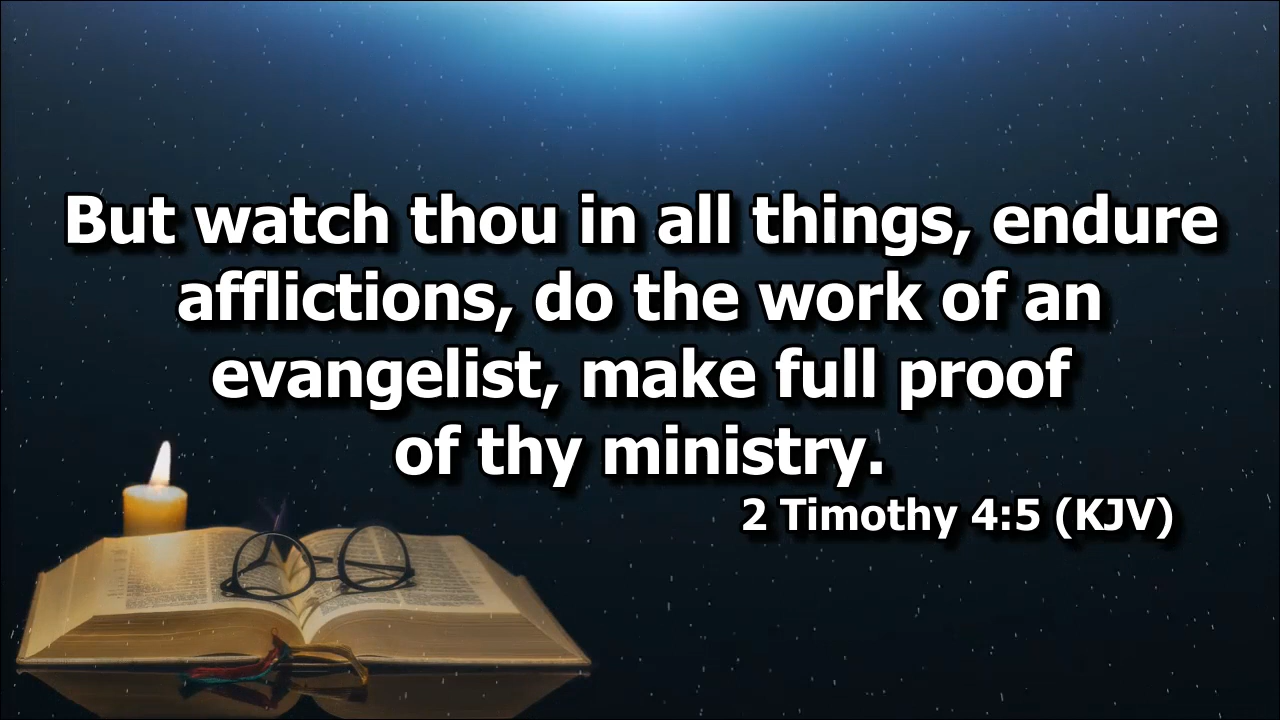 But watch thou in all things, endure
afflictions, do the work of an
evangelist, make full proof
of thy ministry.
2 Timothy 4:5 (KJV)